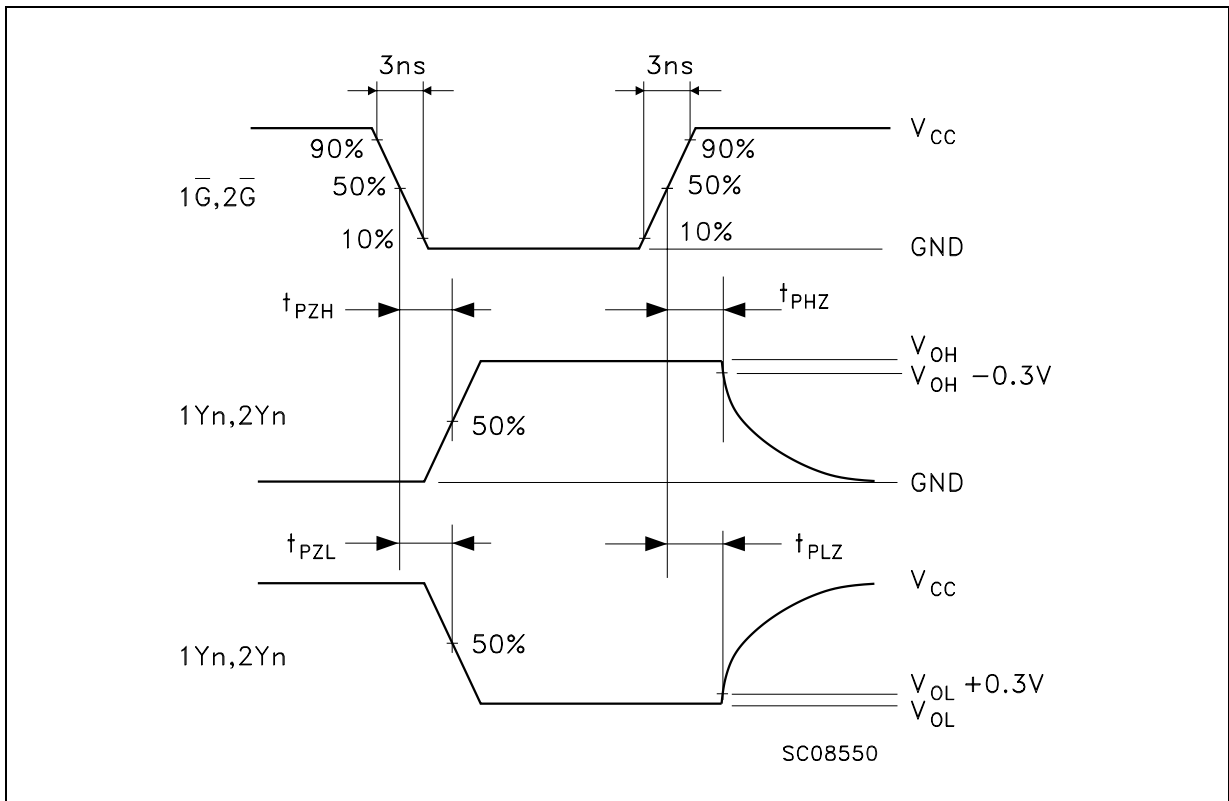 3ns 3ns
V_CC
90% 90%
1G̅,2G̅ 50% 50%
10% 10%
GND
t_PZH t_PHZ
V_OH
V_OH −0.3V
1Yn,2Yn 50%
GND
t_PZL t_PLZ
V_CC
1Yn,2Yn 50%
V_OL +0.3V
V_OL
SC08550